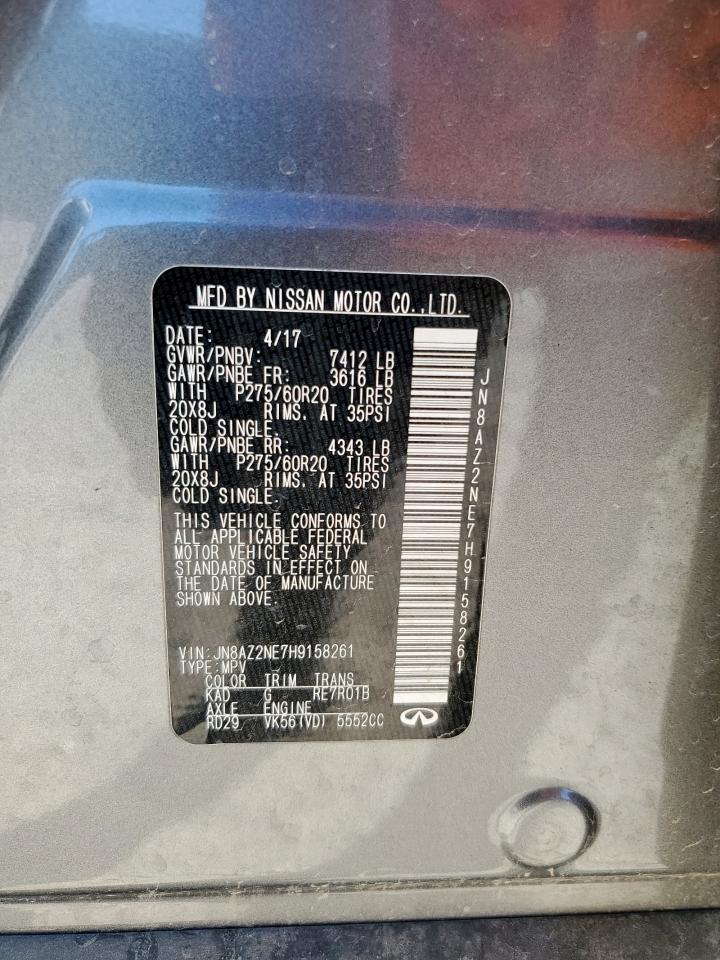 MFD BY NISSAN MOTOR CO.,LTD.
DATE: 4/17
GVWR/PNBV: 7412 LB
GAWR/PNBE FR: 3616 LB
WITH P275/60R20 TIRES
20X8J RIMS. AT 35PSI
COLD SINGLE.
GAWR/PNBE RR: 4343 LB
WITH P275/60R20 TIRES
20X8J RIMS. AT 35PSI
COLD SINGLE.
THIS VEHICLE CONFORMS TO
ALL APPLICABLE FEDERAL
MOTOR VEHICLE SAFETY
STANDARDS IN EFFECT ON
THE DATE OF MANUFACTURE
SHOWN ABOVE.
VIN:JN8AZ2NE7H9158261
TYPE:MPV
COLOR TRIM TRANS
KAD G RE7R01B
AXLE ENGINE
RD29 VK56(VD) 5552CC
JN8AZ2NE7H9158261